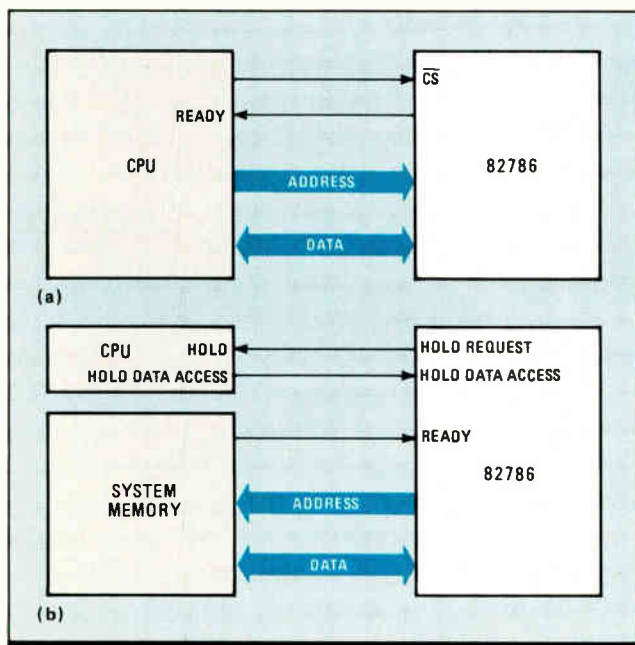 C̅S̅
READY
CPU
82786
ADDRESS
DATA
(a)
CPU HOLD HOLD REQUEST
HOLD DATA ACCESS HOLD DATA ACCESS
READY
SYSTEM
MEMORY
82786
ADDRESS
DATA
(b)